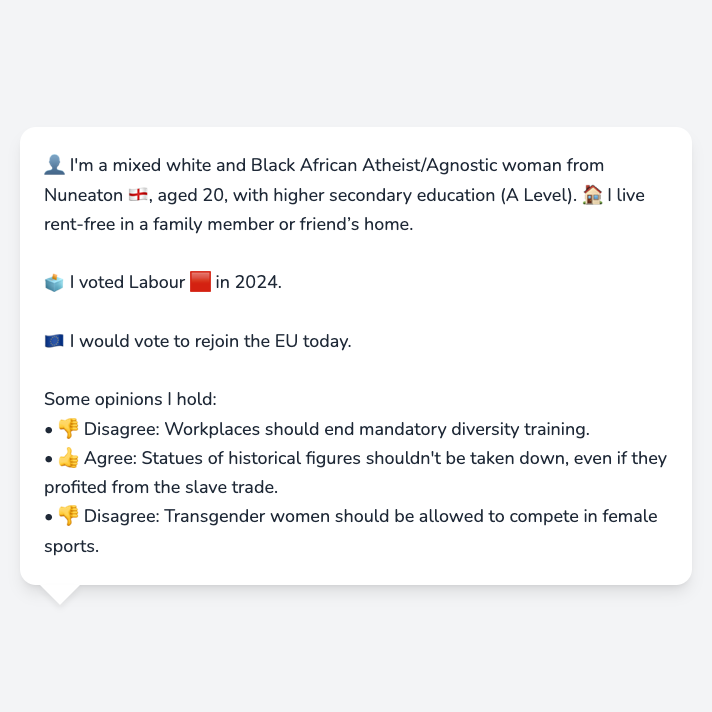 👤 I'm a mixed white and Black African Atheist/Agnostic woman from
Nuneaton 🏴󠁧󠁢󠁥󠁮󠁧󠁿, aged 20, with higher secondary education (A Level). 🏠 I live
rent-free in a family member or friend’s home.
🗳️ I voted Labour 🟥 in 2024.
🇪🇺 I would vote to rejoin the EU today.
Some opinions I hold:
• 👎 Disagree: Workplaces should end mandatory diversity training.
• 👍 Agree: Statues of historical figures shouldn't be taken down, even if they
profited from the slave trade.
• 👎 Disagree: Transgender women should be allowed to compete in female
sports.